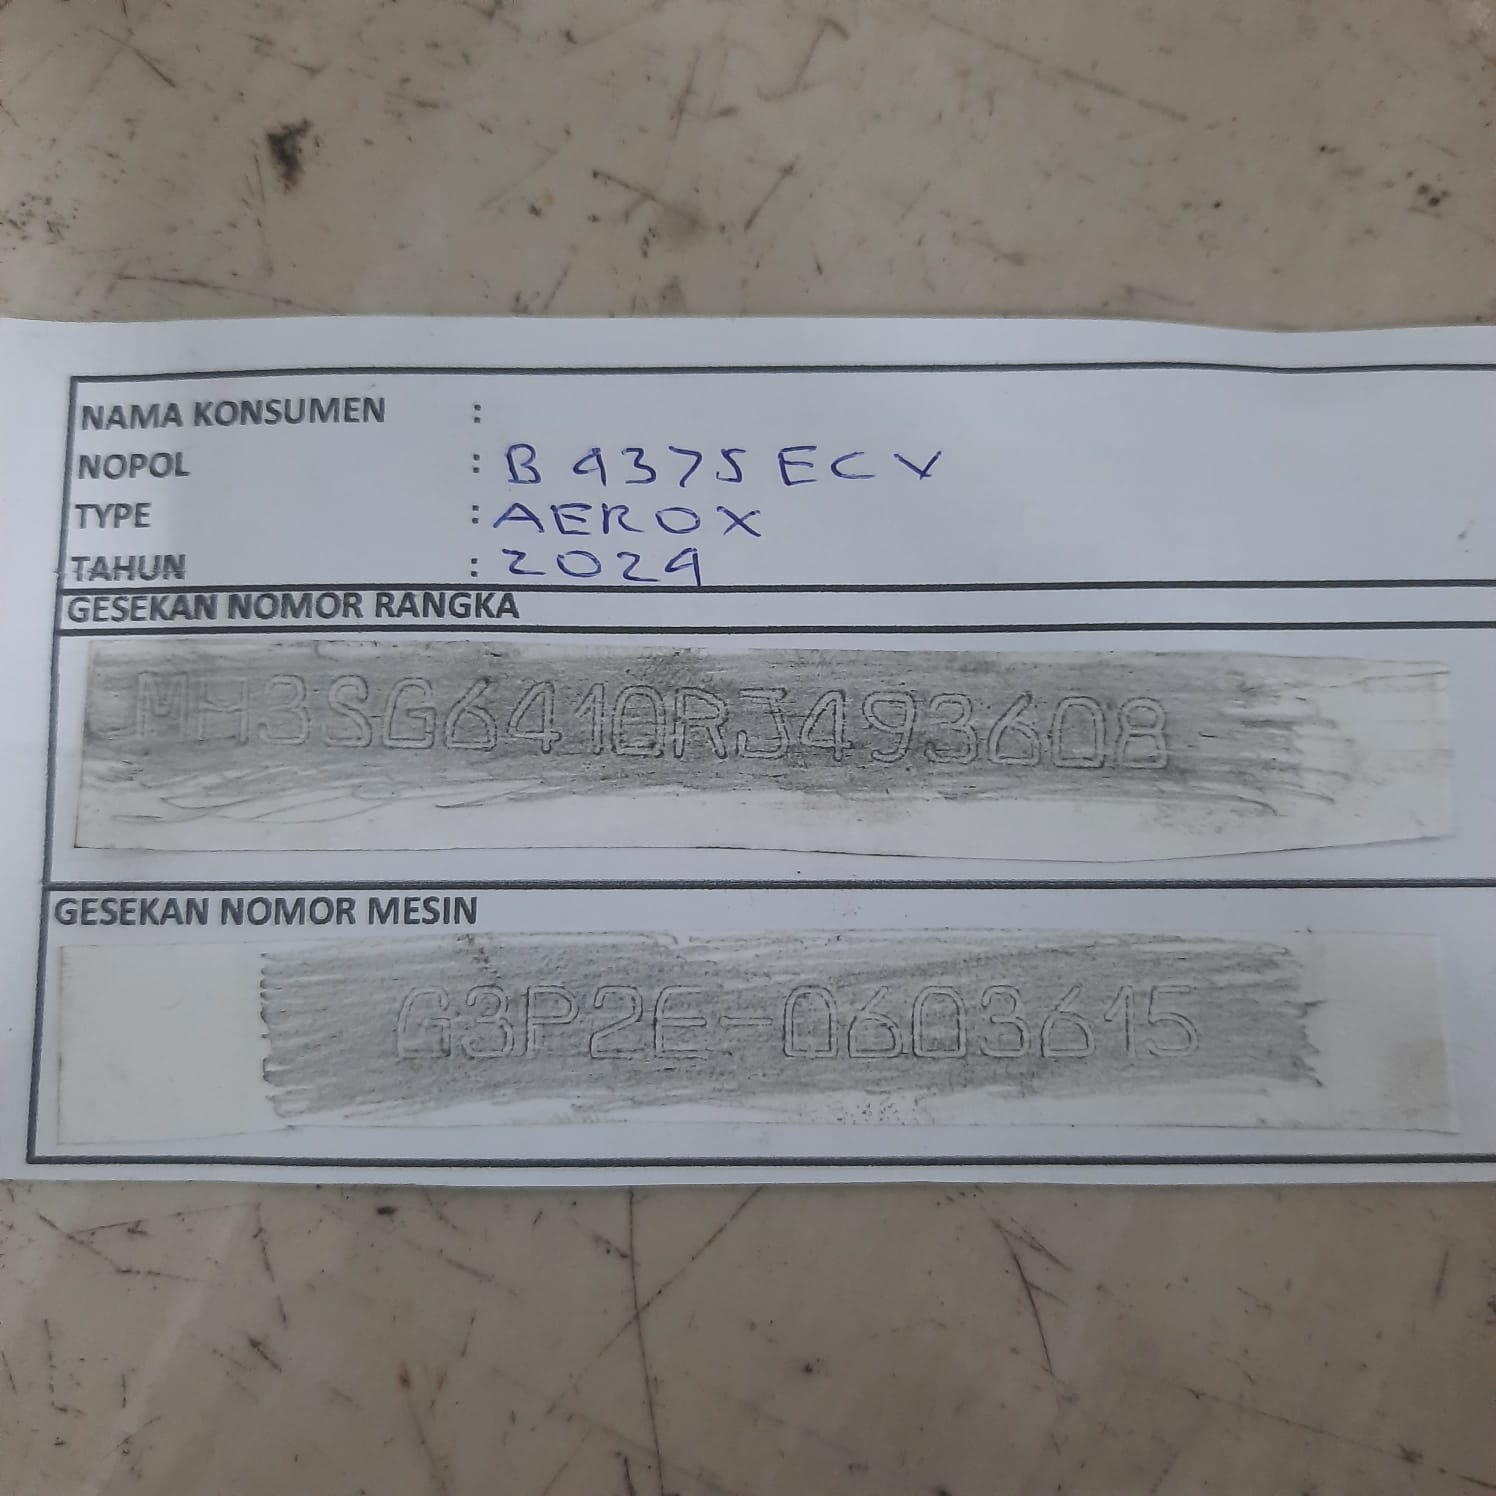 NAMA KONSUMEN :
NOPOL : B 4375 ECV
TYPE : AEROX
TAHUN : 2024
GESEKAN NOMOR RANGKA
MH3SG6410RJ493608
GESEKAN NOMOR MESIN
G3P2E-0603615